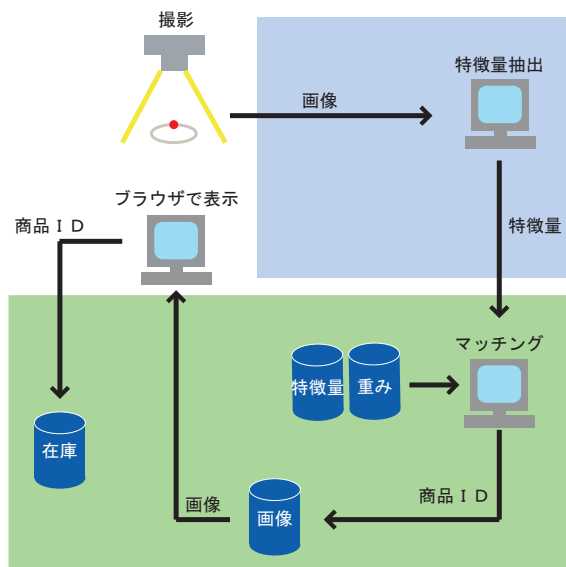 撮影
特徴量抽出
画像
ブラウザで表示
商品ＩＤ
特徴量
マッチング
特徴量
重み
在庫
商品ＩＤ
画像
画像